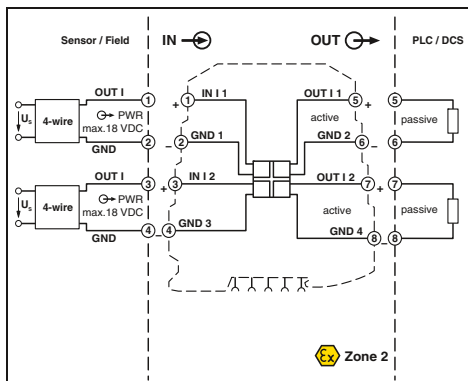 Sensor / Field IN OUT PLC / DCS
OUT I 1 + 1 IN I 1 OUT I 1 5 + 5
Us 4-wire PWR max.18 VDC active passive
GND 2 – 2 GND 1 GND 2 6 – 6
OUT I 3 + 3 IN I 2 OUT I 2 7 + 7
Us 4-wire PWR max.18 VDC active passive
GND 4 – 4 GND 3 GND 4 8 – 8
Ex Zone 2